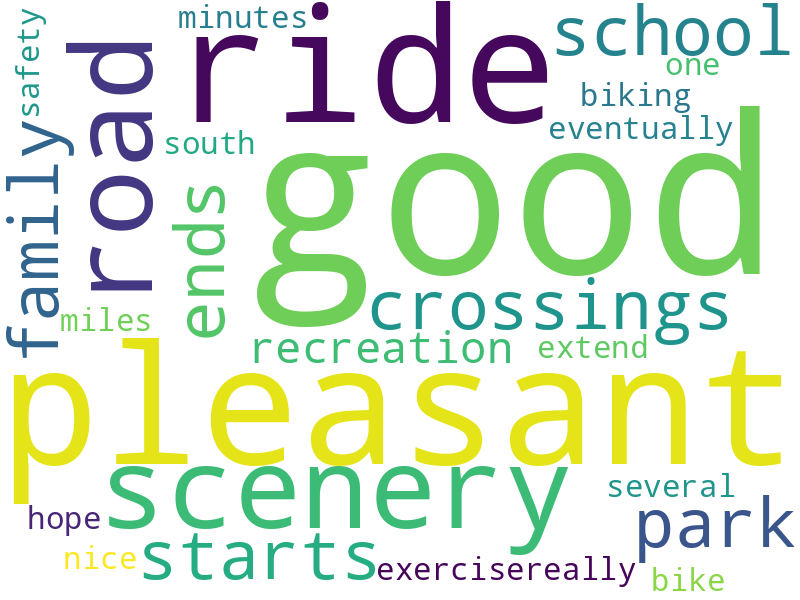 minutes
ride
school
one
safety
road
biking
eventually
south
good
family
ends
crossings
miles
recreation
extend
pleasant
scenery
several
hope
park
starts
nice
exercisereally
bike